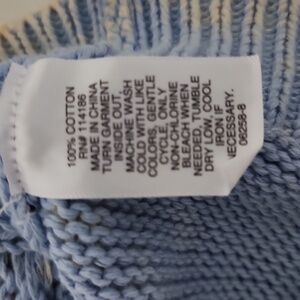 100% COTTON
RN# 114186
MADE IN CHINA
TURN GARMENT
INSIDE OUT
MACHINE WASH
COLD WITH LIKE
COLORS, GENTLE
CYCLE, ONLY
NON-CHLORINE
BLEACH WHEN
NEEDED, TUMBLE
DRY LOW, COOL
IRON IF
NECESSARY.
06258-8